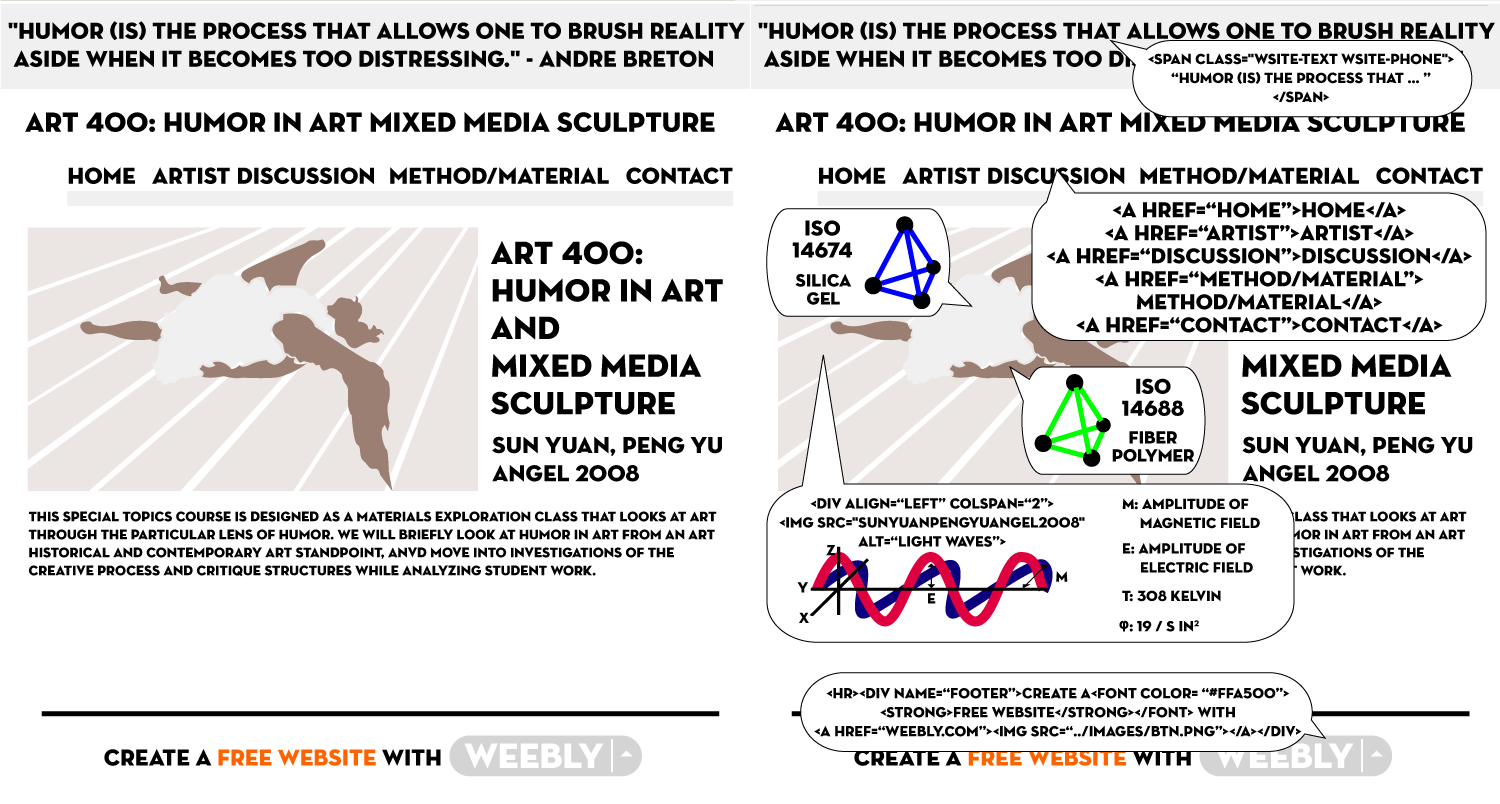 "HUMOR (IS) THE PROCESS THAT ALLOWS ONE TO BRUSH REALITY
ASIDE WHEN IT BECOMES TOO DISTRESSING." - ANDRE BRETON
ART 400: HUMOR IN ART MIXED MEDIA SCULPTURE
HOME ARTIST DISCUSSION METHOD/MATERIAL CONTACT
ART 400:
HUMOR IN ART
AND
MIXED MEDIA
SCULPTURE
SUN YUAN, PENG YU
ANGEL 2008
THIS SPECIAL TOPICS COURSE IS DESIGNED AS A MATERIALS EXPLORATION CLASS THAT LOOKS AT ART
THROUGH THE PARTICULAR LENS OF HUMOR. WE WILL BRIEFLY LOOK AT HUMOR IN ART FROM AN ART
HISTORICAL AND CONTEMPORARY ART STANDPOINT, ANVD MOVE INTO INVESTIGATIONS OF THE
CREATIVE PROCESS AND CRITIQUE STRUCTURES WHILE ANALYZING STUDENT WORK.
CREATE A FREE WEBSITE WITH WEEBLY
"HUMOR (IS) THE PROCESS THAT ALLOWS ONE TO BRUSH REALITY
ASIDE WHEN IT BECOMES TOO
<SPAN CLASS="WSITE-TEXT WSITE-PHONE">
“HUMOR (IS) THE PROCESS THAT ... ”
</SPAN>
ART 400: HUMOR IN ART MIXED MEDIA SCULPTURE
HOME ARTIST DISCUSSION METHOD/MATERIAL CONTACT
<A HREF=“HOME”>HOME</A>
<A HREF=“ARTIST”>ARTIST</A>
<A HREF=“DISCUSSION”>DISCUSSION</A>
<A HREF=“METHOD/MATERIAL”>
METHOD/MATERIAL</A>
<A HREF=“CONTACT”>CONTACT</A>
ISO
14674
SILICA
GEL
ISO
14688
FIBER
POLYMER
MIXED MEDIA
SCULPTURE
SUN YUAN, PENG YU
ANGEL 2008
<DIV ALIGN=“LEFT” COLSPAN=“2”>
<IMG SRC="SUNYUANPENGYUANGEL2008"
ALT=“LIGHT WAVES”>
Z
Y
X
E
M
M: AMPLITUDE OF
MAGNETIC FIELD
E: AMPLITUDE OF
ELECTRIC FIELD
T: 308 KELVIN
φ: 19 / S IN²
CLASS THAT LOOKS AT ART
IN ART FROM AN ART
OF THE
WORK.
<HR><DIV NAME=“FOOTER”>CREATE A<FONT COLOR= “#FFA500”>
<STRONG>FREE WEBSITE</STRONG></FONT> WITH
<A HREF=“WEEBLY.COM”><IMG SRC=“../IMAGES/BTN.PNG”></A></DIV>
CREATE A FREE WEBSITE WITH WEEBLY